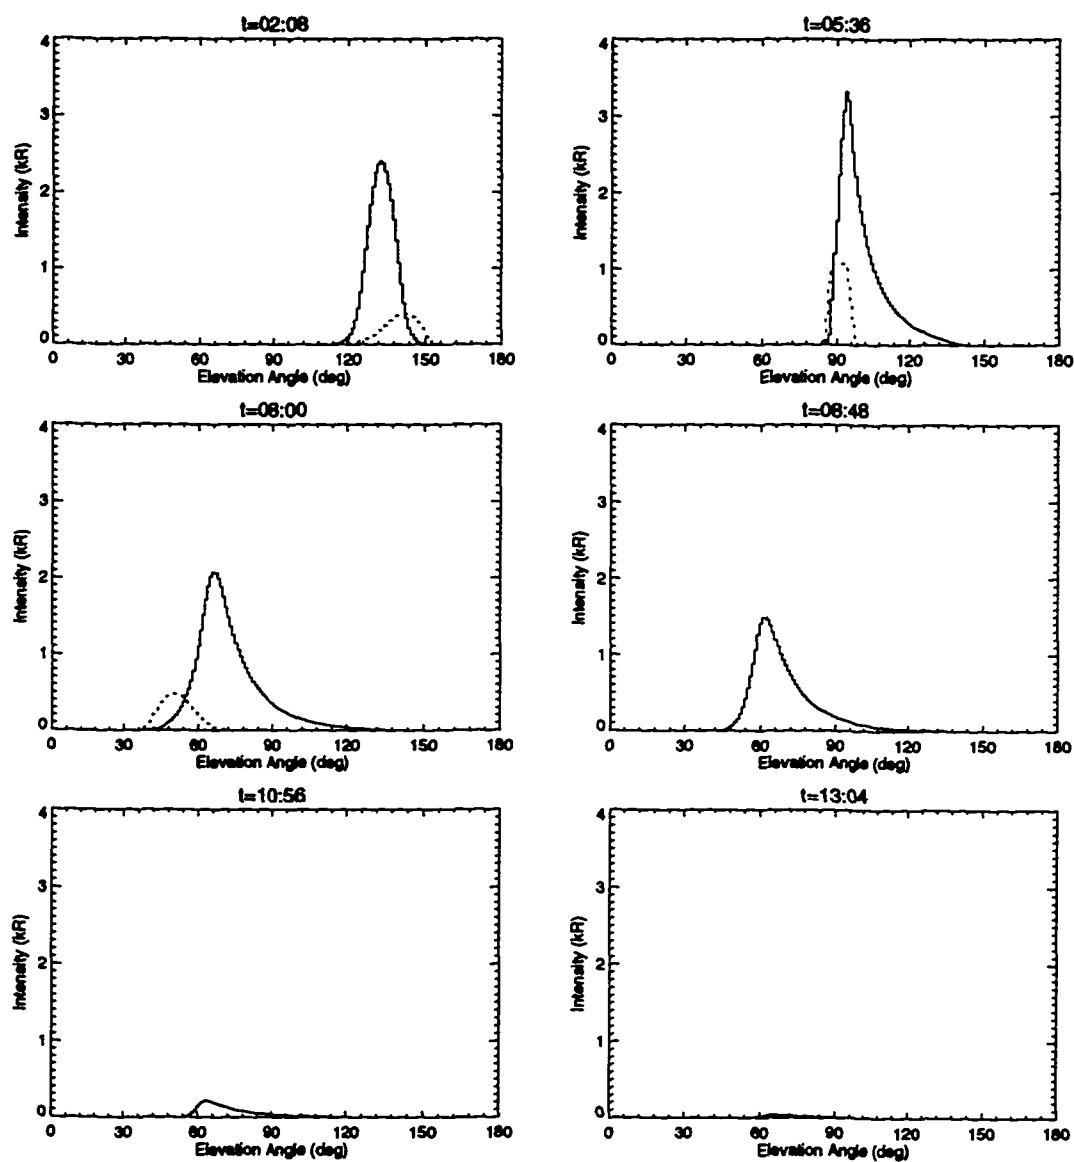 t=02:08
4
3
2
1
0
Intensity (kR)
0 30 60 90 120 150 180
Elevation Angle (deg)
t=05:36
4
3
2
1
0
Intensity (kR)
0 30 60 90 120 150 180
Elevation Angle (deg)
t=08:00
4
3
2
1
0
Intensity (kR)
0 30 60 90 120 150 180
Elevation Angle (deg)
t=08:48
4
3
2
1
0
Intensity (kR)
0 30 60 90 120 150 180
Elevation Angle (deg)
t=10:56
4
3
2
1
0
Intensity (kR)
0 30 60 90 120 150 180
Elevation Angle (deg)
t=13:04
4
3
2
1
0
Intensity (kR)
0 30 60 90 120 150 180
Elevation Angle (deg)